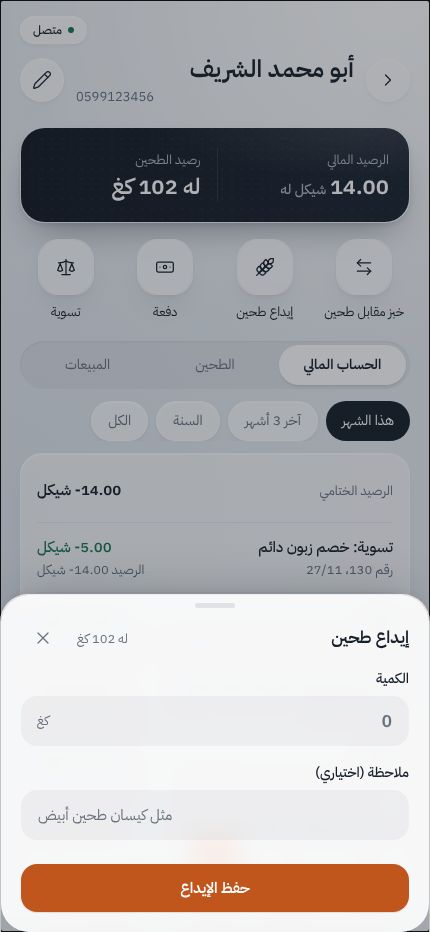 متصل
أبو محمد الشريف
0599123456
الرصيد المالي
14.00 شيكل له
رصيد الطحين
له 102 كغ
خبز مقابل طحين
إيداع طحين
دفعة
تسوية
الحساب المالي
الطحين
المبيعات
هذا الشهر
آخر 3 أشهر
السنة
الكل
الرصيد الختامي
-14.00 شيكل
تسوية: خصم زبون دائم
-5.00 شيكل
رقم 130، 27/11
الرصيد -14.00 شيكل
إيداع طحين
له 102 كغ
الكمية
0
كغ
ملاحظة (اختياري)
مثل كيسان طحين أبيض
حفظ الإيداع